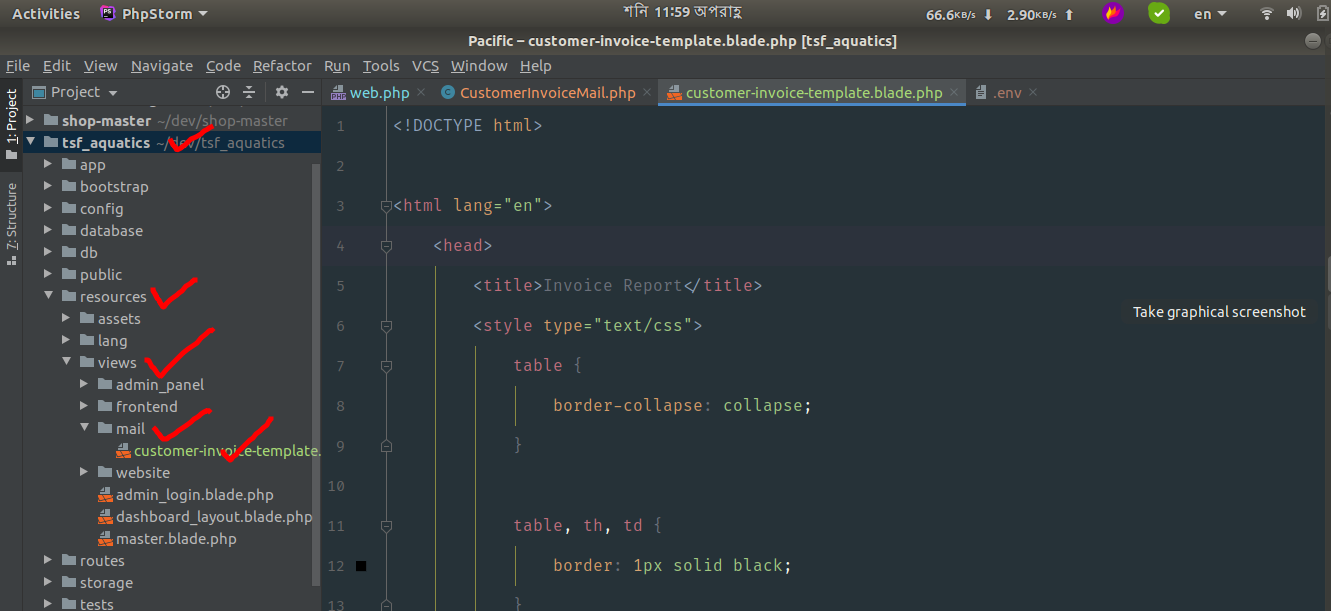 Activities PhpStorm শনি 11:59 অপরাহ্ণ 66.6KB/s 2.90KB/s en
Pacific – customer-invoice-template.blade.php [tsf_aquatics]
File Edit View Navigate Code Refactor Run Tools VCS Window Help
Project web.php CustomerInvoiceMail.php customer-invoice-template.blade.php .env
1: Project
7: Structure
shop-master ~/dev/shop-master
tsf_aquatics ~/dev/tsf_aquatics
app
bootstrap
config
database
db
public
resources
assets
lang
views
admin_panel
frontend
mail
customer-invoice-template.
website
admin_login.blade.php
dashboard_layout.blade.php
master.blade.php
routes
storage
tests
1 <!DOCTYPE html>
2
3 <html lang="en">
4 <head>
5 <title>Invoice Report</title>
6 <style type="text/css">
7 table {
8 border-collapse: collapse;
9 }
10
11 table, th, td {
12 border: 1px solid black;
13 }
Take graphical screenshot